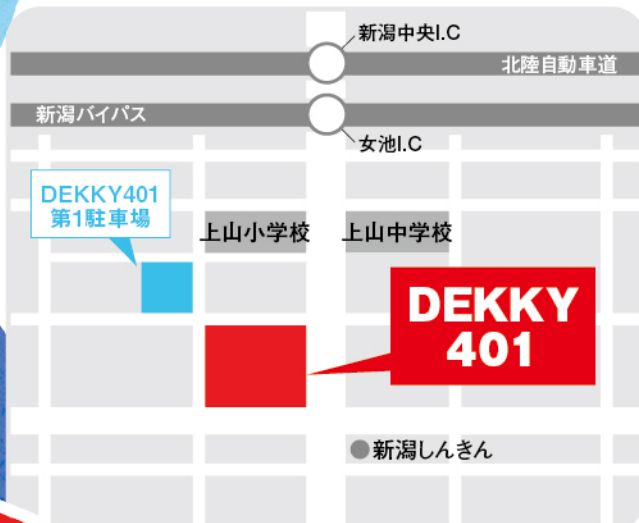 新潟中央I.C
北陸自動車道
新潟バイパス
女池I.C
DEKKY401
第1駐車場
上山小学校
上山中学校
DEKKY
401
新潟しんきん